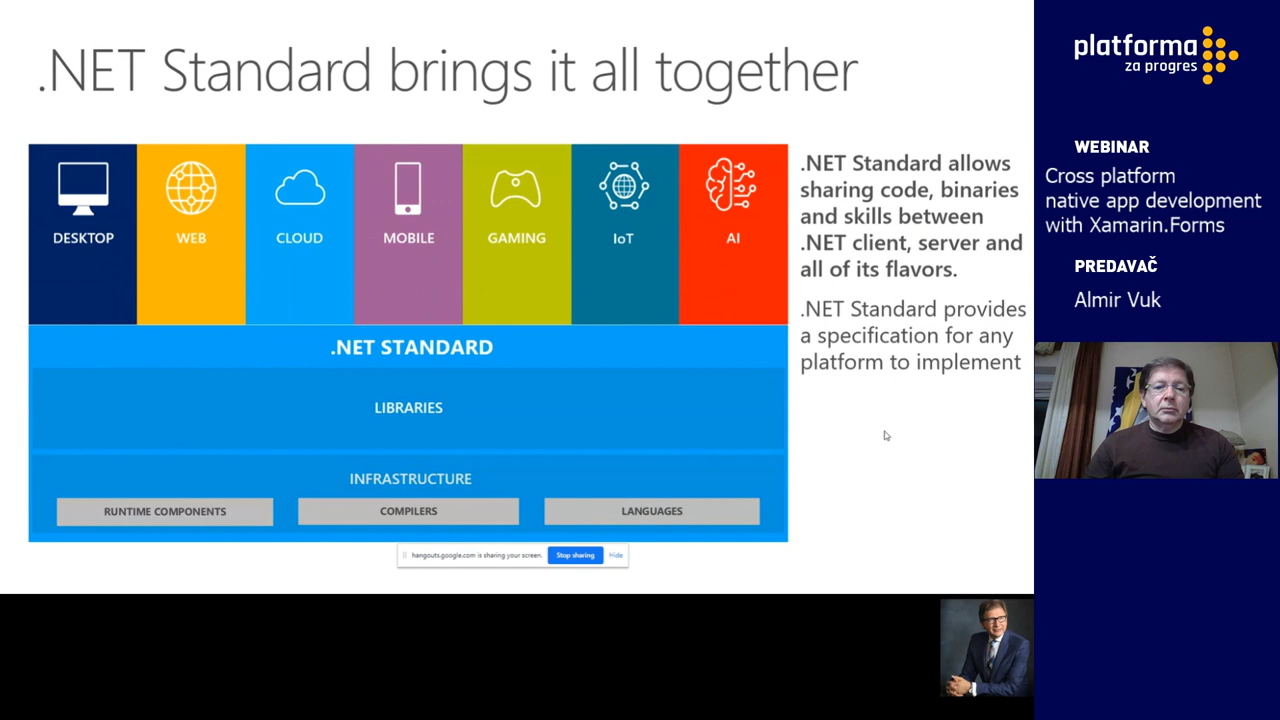 .NET Standard brings it all together
DESKTOP
WEB
CLOUD
MOBILE
GAMING
IoT
AI
.NET STANDARD
LIBRARIES
INFRASTRUCTURE
RUNTIME COMPONENTS
COMPILERS
LANGUAGES
.NET Standard allows
sharing code, binaries
and skills between
.NET client, server and
all of its flavors.
.NET Standard provides
a specification for any
platform to implement
hangouts.google.com is sharing your screen.
Stop sharing
Hide
platforma
za progres
WEBINAR
Cross platform
native app development
with Xamarin.Forms
PREDAVAČ
Almir Vuk